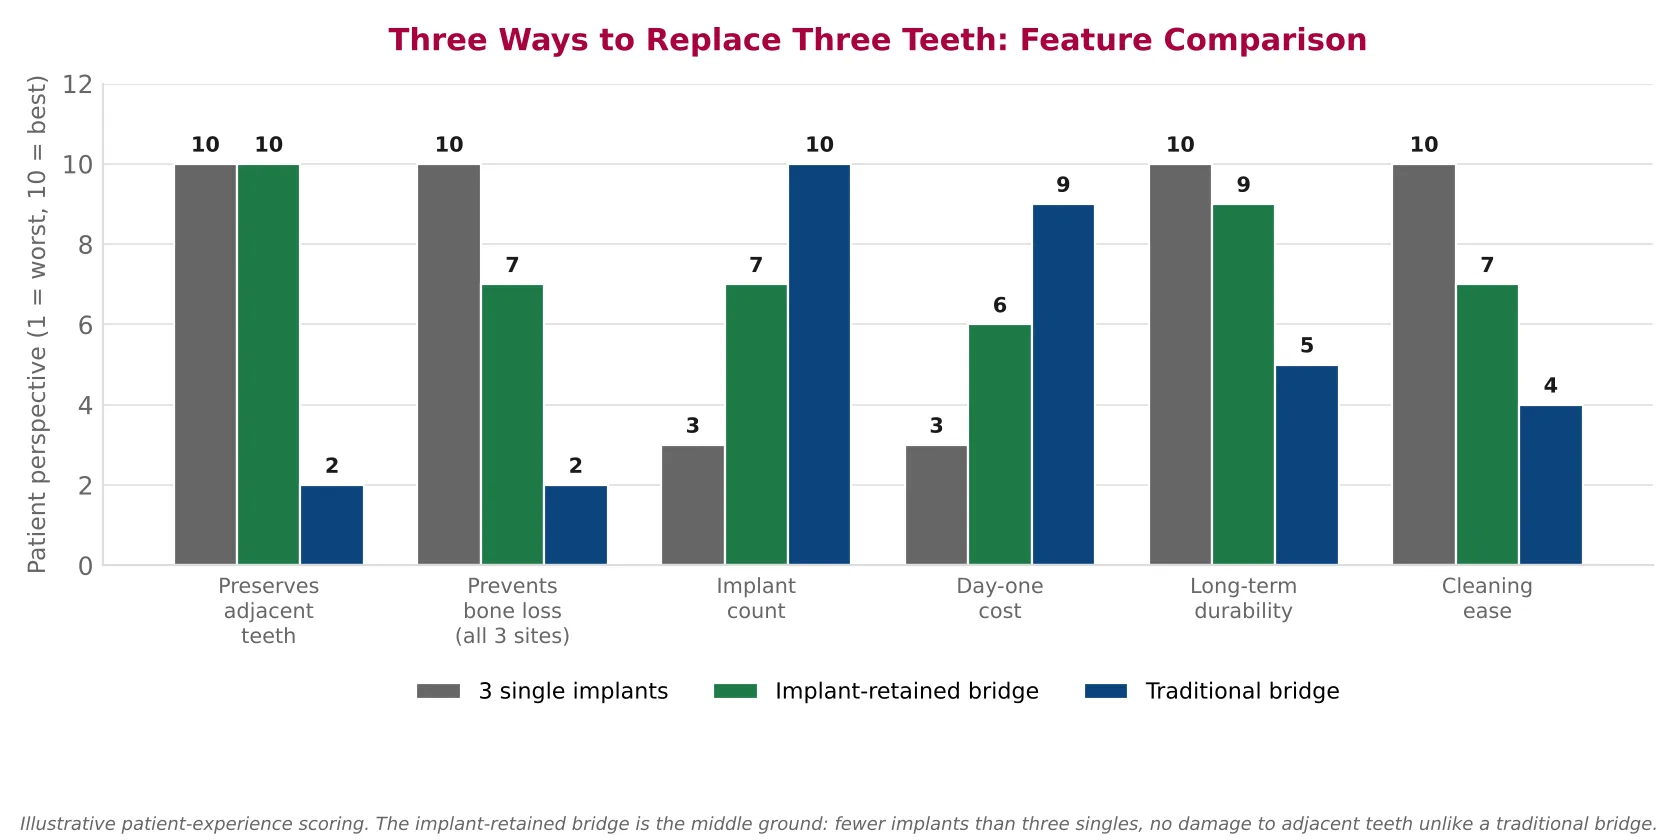 Three Ways to Replace Three Teeth: Feature Comparison
Patient perspective (1 = worst, 10 = best)
12
10
8
6
4
2
0
10 10 2
10 7 2
3 7 10
3 6 9
10 9 5
10 7 4
Preserves
adjacent
teeth
Prevents
bone loss
(all 3 sites)
Implant
count
Day-one
cost
Long-term
durability
Cleaning
ease
3 single implants
Implant-retained bridge
Traditional bridge
Illustrative patient-experience scoring. The implant-retained bridge is the middle ground: fewer implants than three singles, no damage to adjacent teeth unlike a traditional bridge.